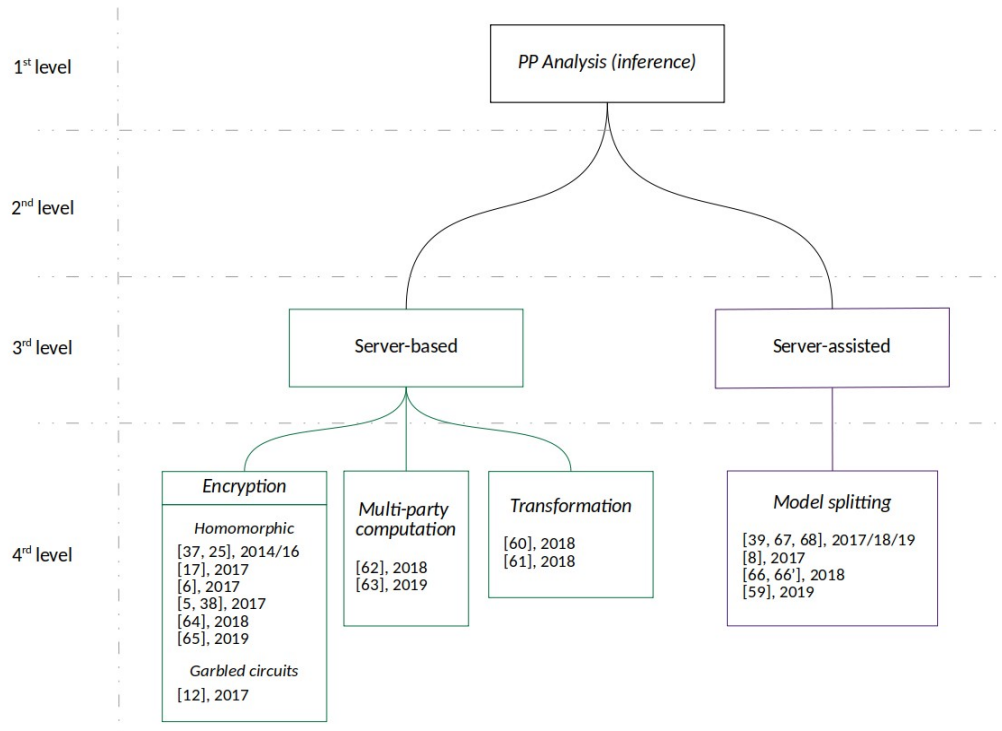 1st level
PP Analysis (inference)
2nd level
3rd level
Server-based
Server-assisted
4rd level
Encryption
Homomorphic
[37, 25], 2014/16
[17], 2017
[6], 2017
[5, 38], 2017
[64], 2018
[65], 2019
Garbled circuits
[12], 2017
Multi-party
computation
[62], 2018
[63], 2019
Transformation
[60], 2018
[61], 2018
Model splitting
[39, 67, 68], 2017/18/19
[8], 2017
[66, 66'], 2018
[59], 2019